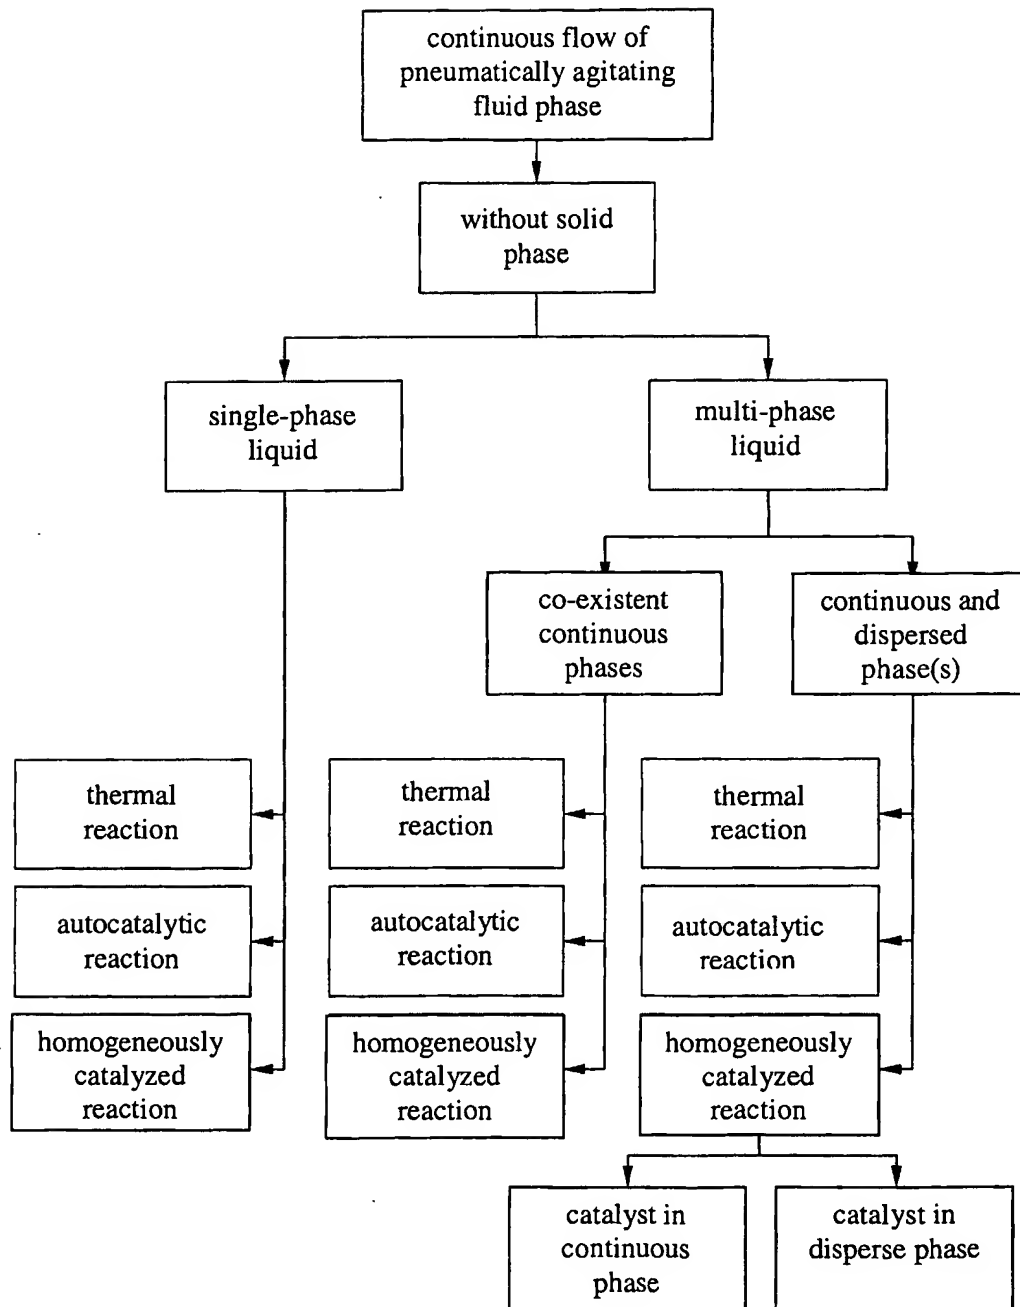 continuous flow of
pneumatically agitating
fluid phase
without solid
phase
single-phase
liquid
multi-phase
liquid
co-existent
continuous
phases
continuous and
dispersed
phase(s)
thermal
reaction
thermal
reaction
thermal
reaction
autocatalytic
reaction
autocatalytic
reaction
autocatalytic
reaction
homogeneously
catalyzed
reaction
homogeneously
catalyzed
reaction
homogeneously
catalyzed
reaction
catalyst in
continuous
phase
catalyst in
disperse phase